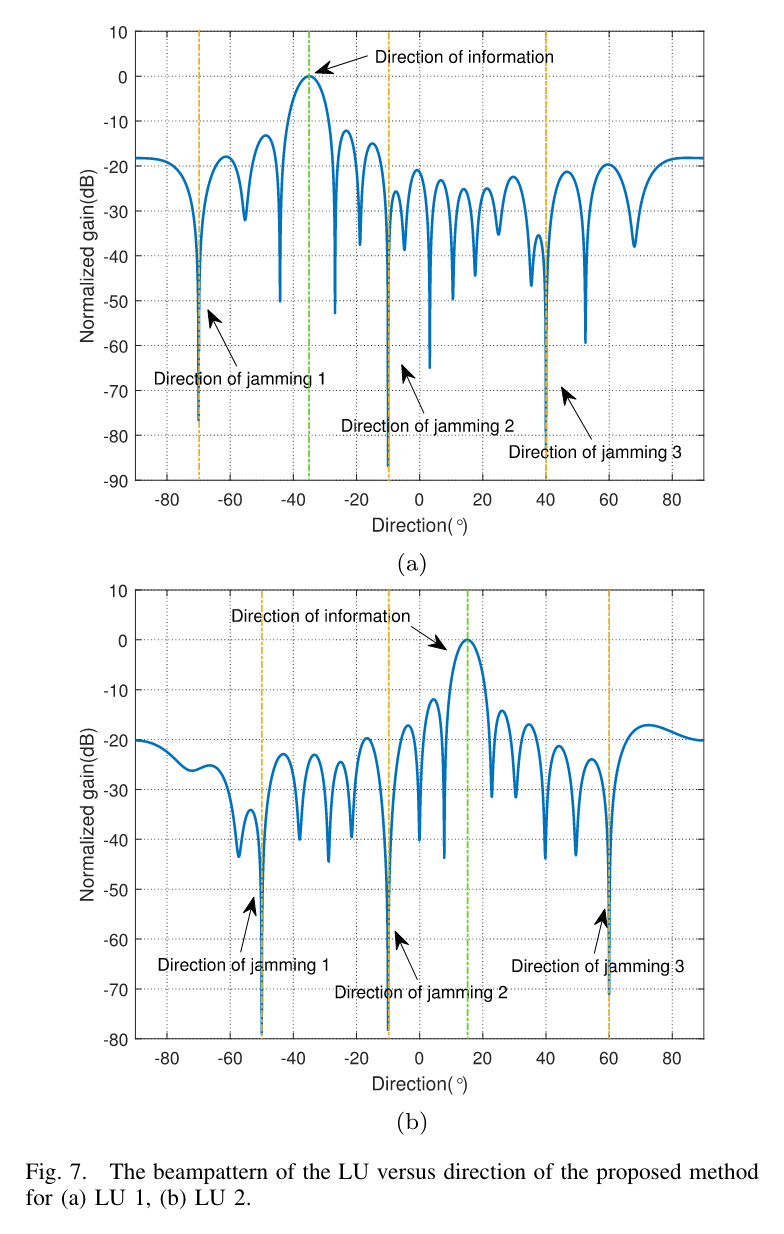 10
0
-10
-20
-30
-40
-50
-60
-70
-80
-90
Normalized gain(dB)
Direction of information
Direction of jamming 1
Direction of jamming 2
Direction of jamming 3
-80 -60 -40 -20 0 20 40 60 80
Direction(°)
(a)
10
0
-10
-20
-30
-40
-50
-60
-70
-80
Normalized gain(dB)
Direction of information
Direction of jamming 1
Direction of jamming 2
Direction of jamming 3
-80 -60 -40 -20 0 20 40 60 80
Direction(°)
(b)
Fig. 7. The beampattern of the LU versus direction of the proposed method
for (a) LU 1, (b) LU 2.